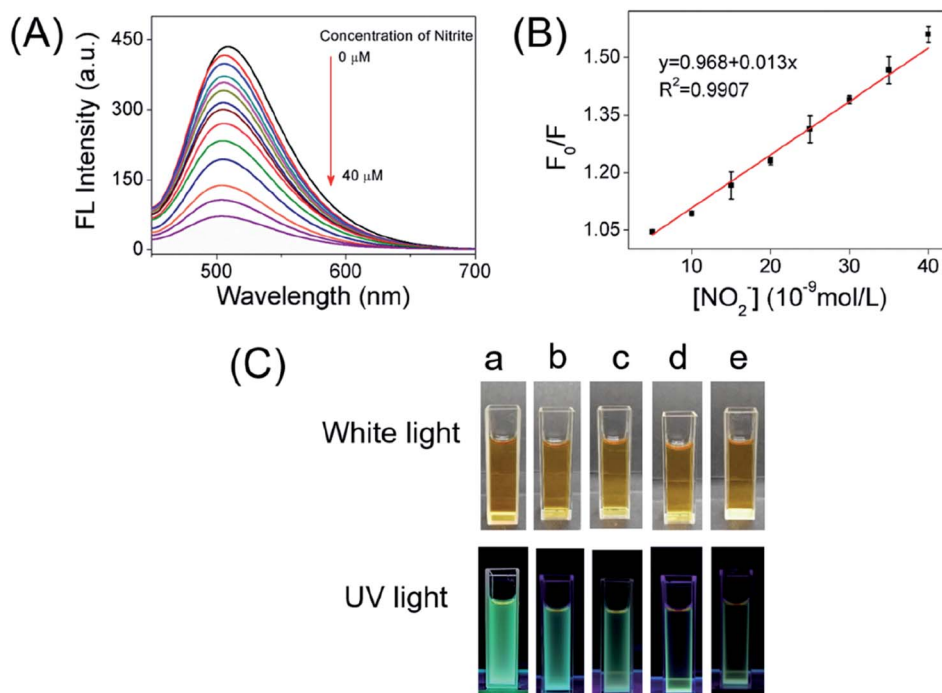 (A)
450
300
150
0
FL Intensity (a.u.)
Concentration of Nitrite
0 μM
40 μM
500
600
700
Wavelength (nm)
(B)
y=0.968+0.013x
R²=0.9907
1.50
1.35
1.20
1.05
F₀/F
10
20
30
40
[NO₂⁻] (10⁻⁹mol/L)
(C)
a b c d e
White light
UV light